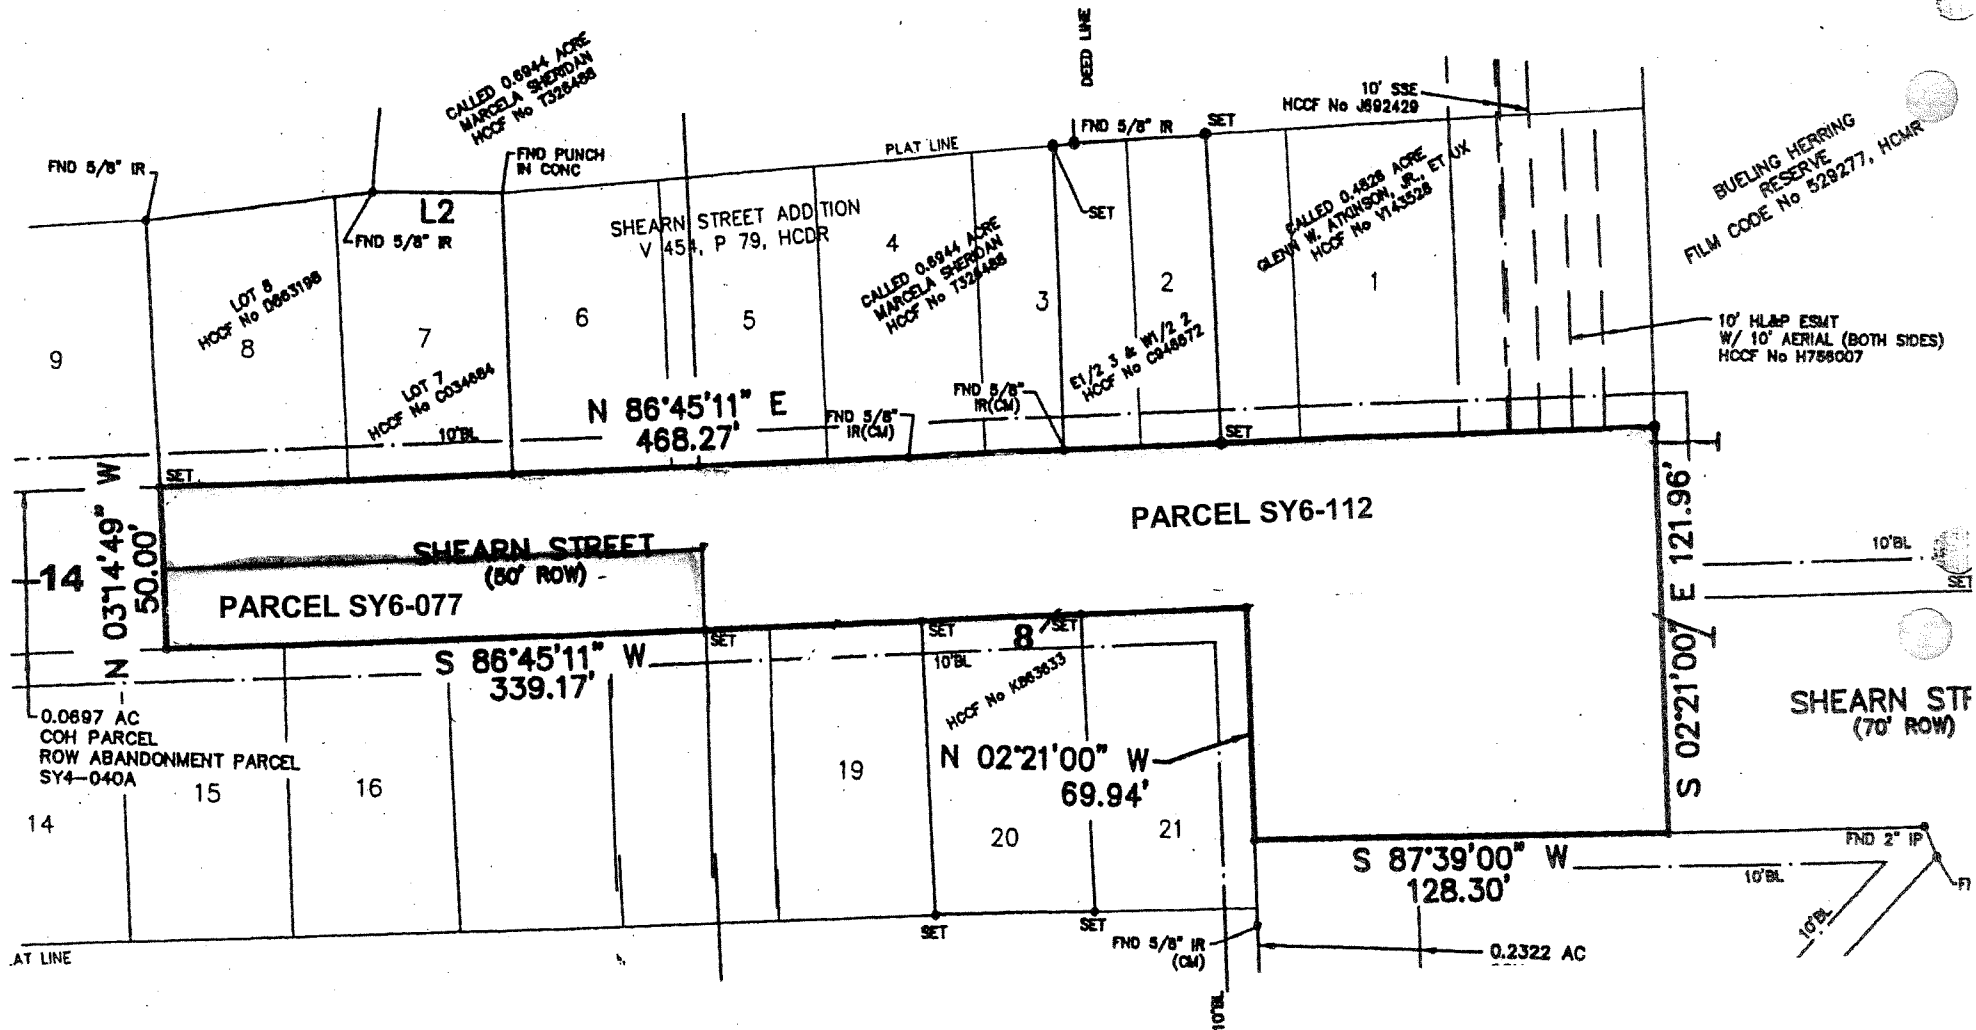 DEED LINE
CALLED 0.6944 ACRE
MARCELA SHERIDAN
HCCF No T326488
FND 5/8" IR
FND PUNCH
IN CONC
PLAT LINE
FND 5/8" IR
SET
10' SSE
HCCF No J692429
BUELING HERRING
RESERVE
FILM CODE No 529277, HCMR
L2
FND 5/8" IR
SHEARN STREET ADDITION
V 454, P 79, HCDR
SET
CALLED 0.4826 ACRE
GLENN W. ATKINSON, JR., ET UX
HCCF No V143526
CALLED 0.6944 ACRE
MARCELA SHERIDAN
HCCF No T326488
LOT 8
HCCF No D663198
9
8
7
6
5
4
3
2
1
LOT 7
HCCF No C034684
E1/2 3 & W1/2 2
HCCF No C946672
10' HL&P ESMT
W/ 10' AERIAL (BOTH SIDES)
HCCF No H756007
N 86°45'11" E
468.27'
10'BL
FND 5/8"
IR(CM)
FND 5/8"
IR(CM)
SET
SET
N 03°14'49" W
50.00'
14
PARCEL SY6-112
S 02°21'00" E 121.96'
SHEARN STREET
(50' ROW)
PARCEL SY6-077
10'BL
SET
S 86°45'11" W
339.17'
SET
SET
8
SET
10'BL
HCCF No K863633
SHEARN STR
(70' ROW)
0.0697 AC
COH PARCEL
ROW ABANDONMENT PARCEL
SY4-040A
N 02°21'00" W
69.94'
14
15
16
19
20
21
S 87°39'00" W
128.30'
FND 2" IP
10'BL
10'BL
SET
SET
FND 5/8" IR
(CM)
0.2322 AC
AT LINE
10'BL